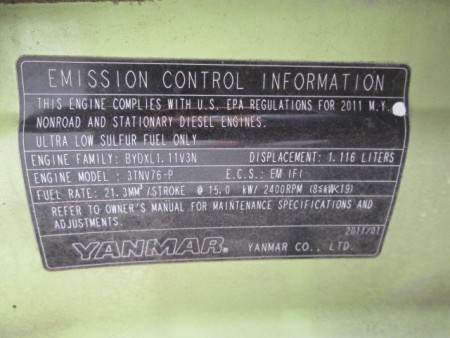 EMISSION CONTROL INFORMATION
THIS ENGINE COMPLIES WITH U.S. EPA REGULATIONS FOR 2011 M.Y.
NONROAD AND STATIONARY DIESEL ENGINES.
ULTRA LOW SULFUR FUEL ONLY
ENGINE FAMILY: BYDXL1.11V3N DISPLACEMENT: 1.116 LITERS
ENGINE MODEL : 3TNV76-P E.C.S.: EM IFI
FUEL RATE: 21.3MM³/STROKE @ 15.0 kW/ 2400RPM (8≤kW<19)
REFER TO OWNER'S MANUAL FOR MAINTENANCE SPECIFICATIONS AND
ADJUSTMENTS.
2011/01
YANMAR YANMAR CO., LTD.